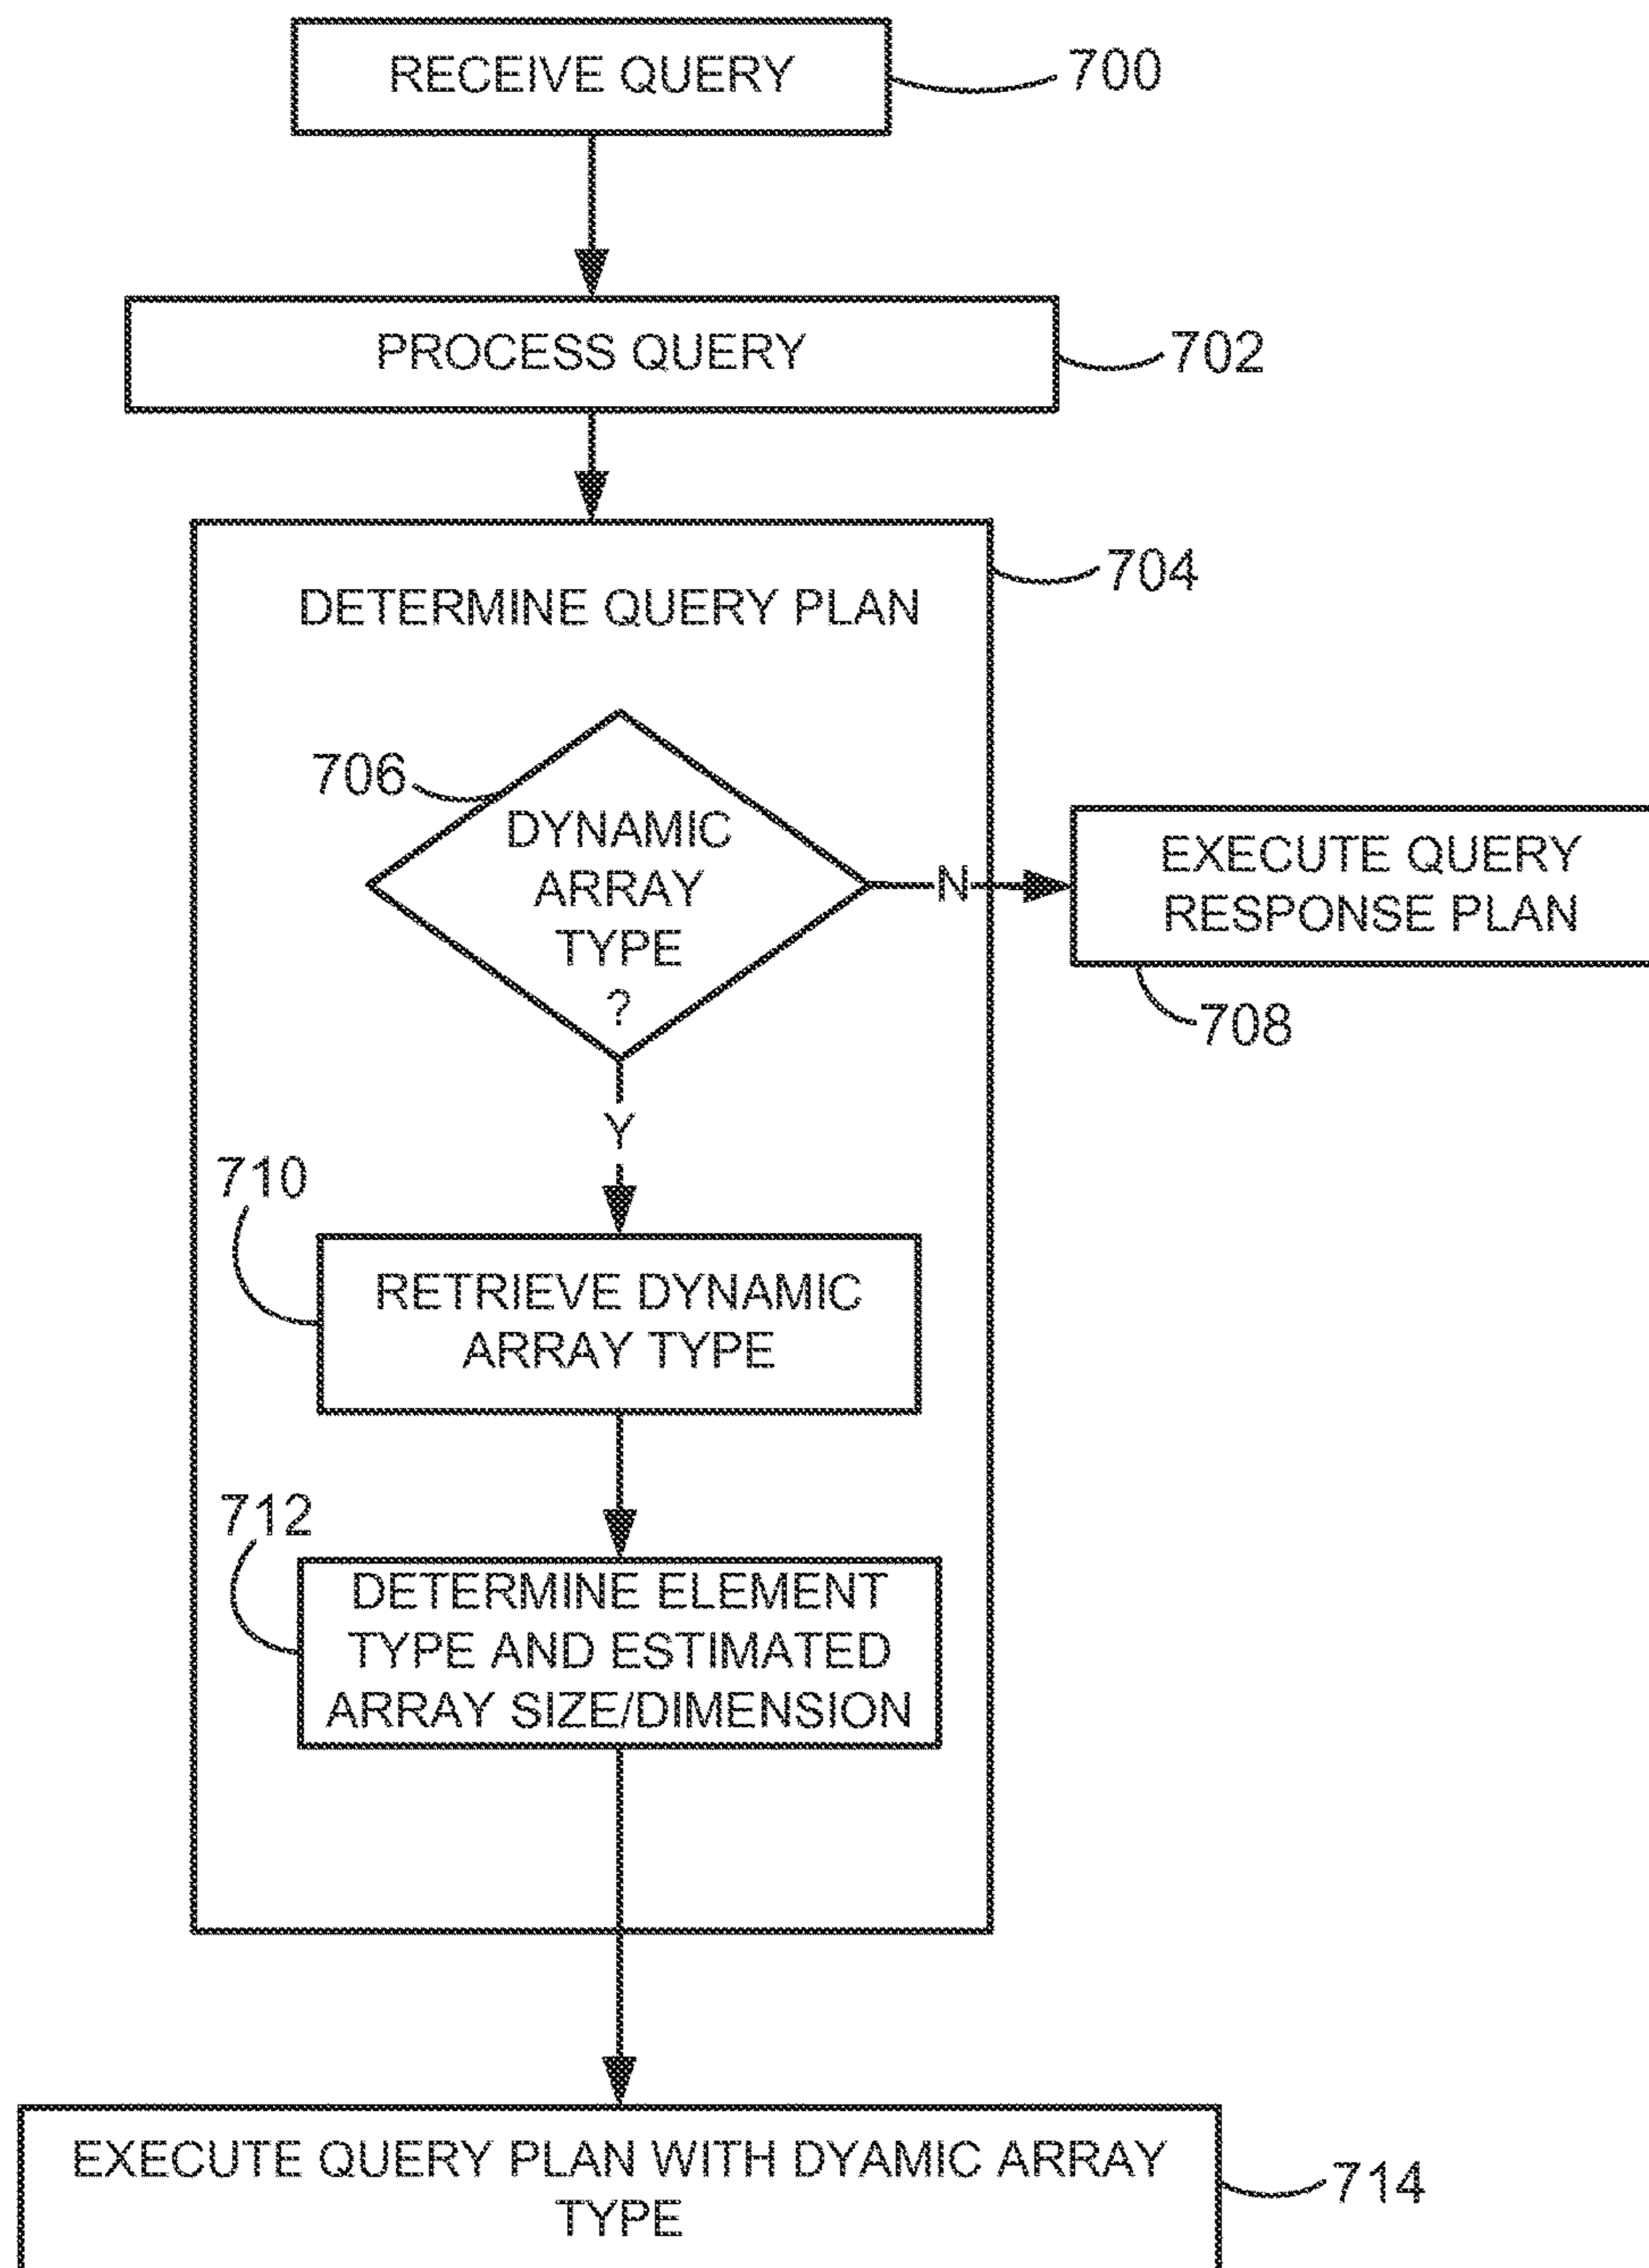 RECEIVE QUERY
700
PROCESS QUERY
702
704
DETERMINE QUERY PLAN
706
DYNAMIC
ARRAY
TYPE
?
N
EXECUTE QUERY
RESPONSE PLAN
708
Y
710
RETRIEVE DYNAMIC
ARRAY TYPE
712
DETERMINE ELEMENT
TYPE AND ESTIMATED
ARRAY SIZE/DIMENSION
EXECUTE QUERY PLAN WITH DYAMIC ARRAY
TYPE
714